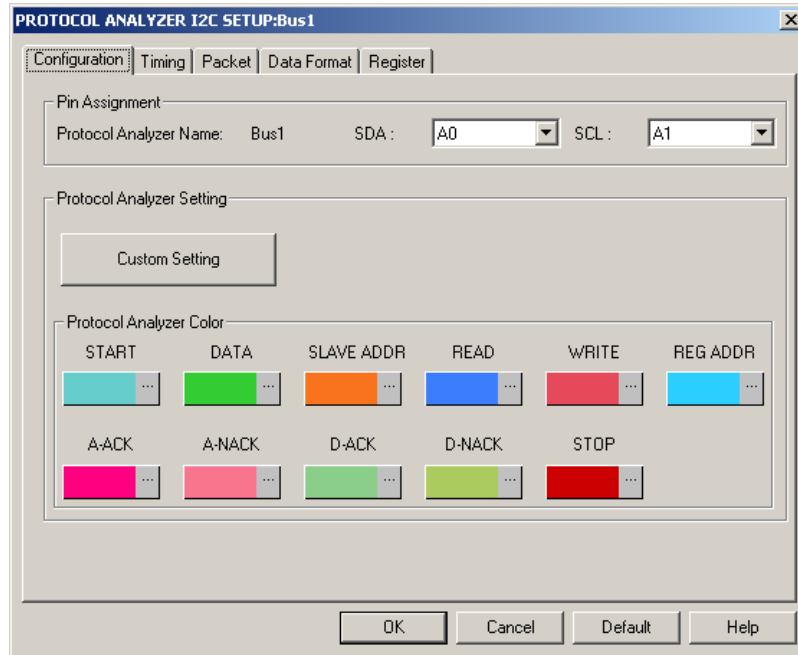 PROTOCOL ANALYZER I2C SETUP:Bus1
Configuration Timing Packet Data Format Register
Pin Assignment
Protocol Analyzer Name: Bus1 SDA : A0 SCL : A1
Protocol Analyzer Setting
Custom Setting
Protocol Analyzer Color
START DATA SLAVE ADDR READ WRITE REG ADDR
... ... ... ... ... ...
A-ACK A-NACK D-ACK D-NACK STOP
... ... ... ... ...
OK Cancel Default Help